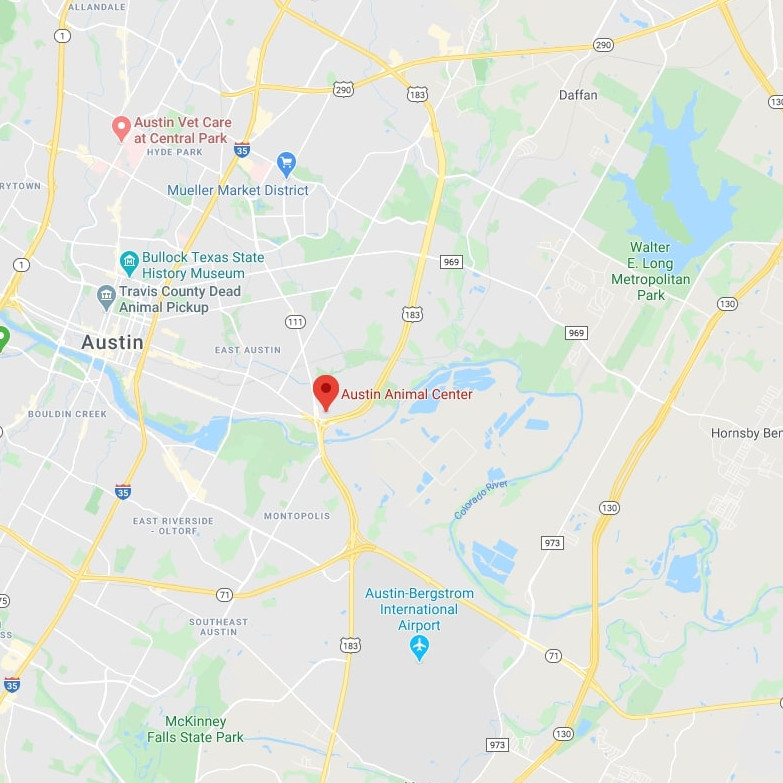 ALLANDALE
1
290
290
183
Daffan
Austin Vet Care
at Central Park
HYDE PARK
35
Mueller Market District
RYTOWN
Bullock Texas State
History Museum
1
969
Walter
E. Long
Metropolitan
Park
Travis County Dead
Animal Pickup
130
111
183
969
Austin
EAST AUSTIN
Austin Animal Center
BOULDIN CREEK
Hornsby Ben
35
Colorado River
130
MONTOPOLIS
EAST RIVERSIDE
- OLTORF
973
71
Austin-Bergstrom
International
Airport
SOUTHEAST
AUSTIN
183
71
35
McKinney
Falls State Park
130
973